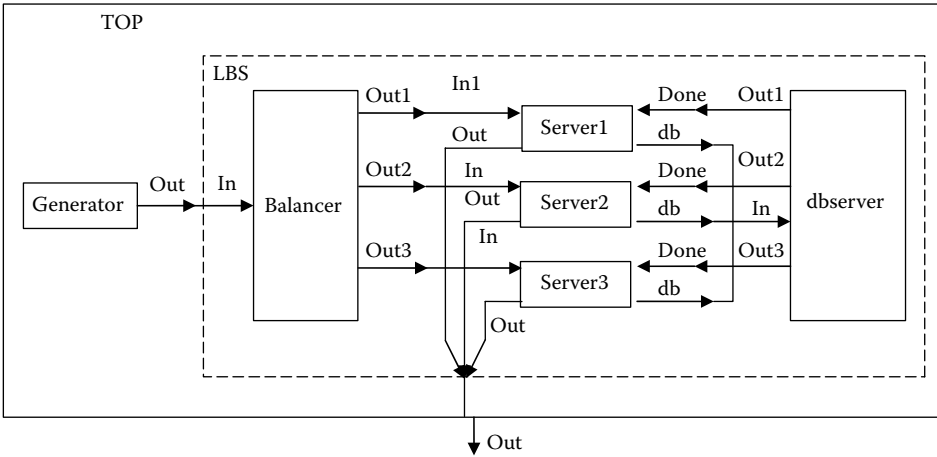 TOP
LBS
Out1
In1
Done
Out1
Server1
Out
db
Out2
Out2
In
Done
Out
In
Out
Server2
Generator
Balancer
db
In
dbserver
In
Out3
Done
Out3
Server3
db
Out
Out